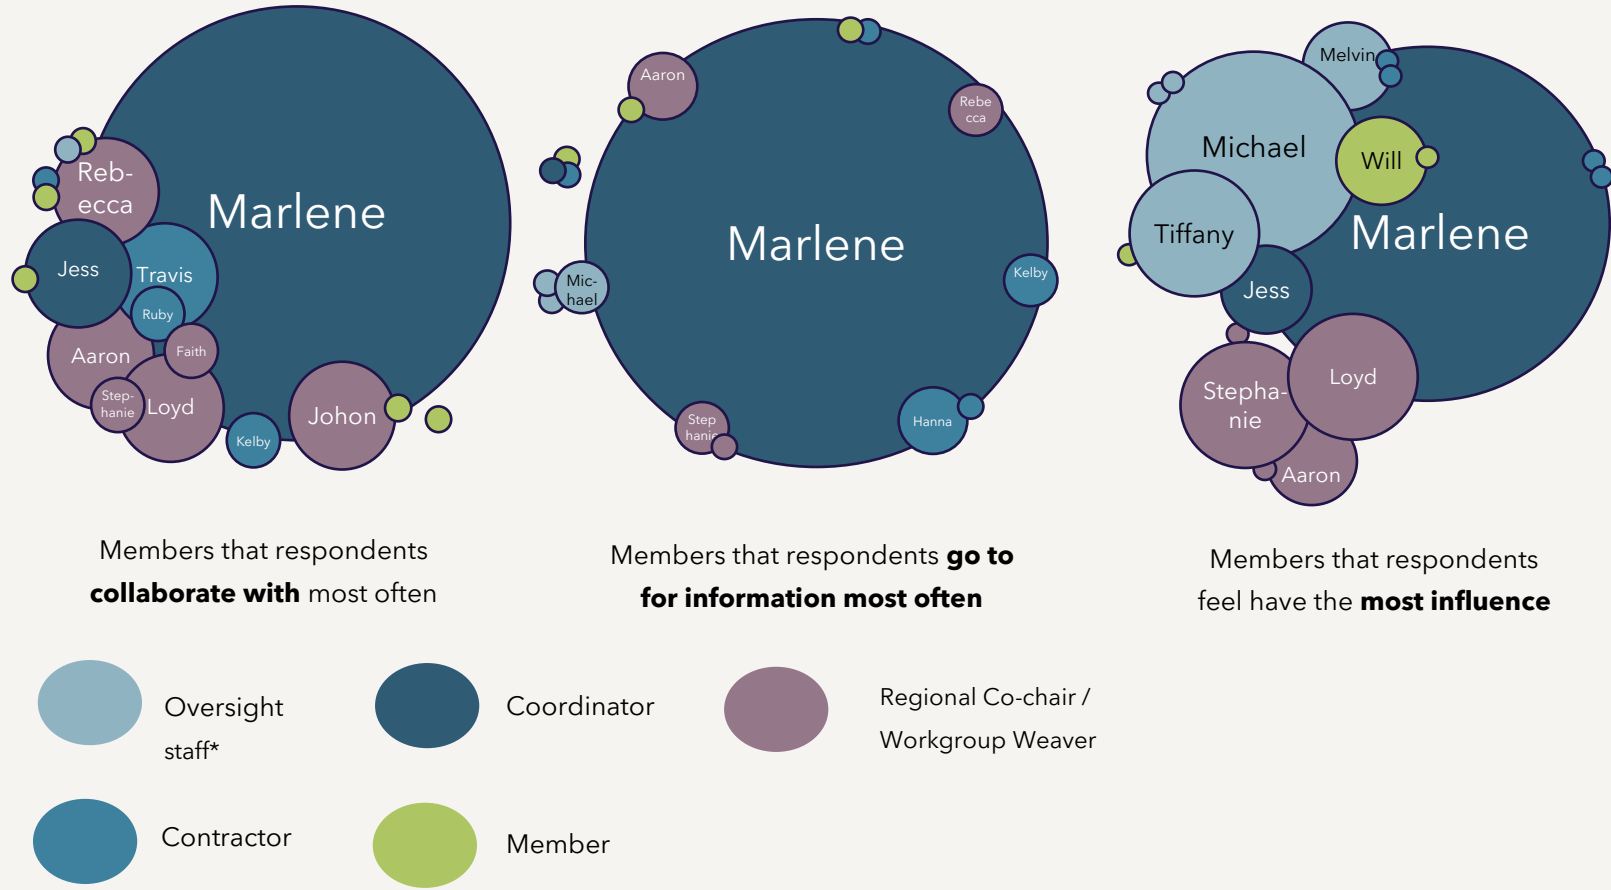 Marlene
Reb-
ecca
Jess
Travis
Ruby
Aaron
Faith
Step-
hanie
Loyd
Kelby
Johon
Members that respondents
collaborate with most often
Aaron
Rebe
cca
Marlene
Mic-
hael
Kelby
Step
hanie
Hanna
Members that respondents go to
for information most often
Melvin
Michael
Will
Tiffany
Marlene
Jess
Stepha-
nie
Loyd
Aaron
Members that respondents
feel have the most influence
Oversight
staff*
Coordinator
Regional Co-chair /
Workgroup Weaver
Contractor
Member